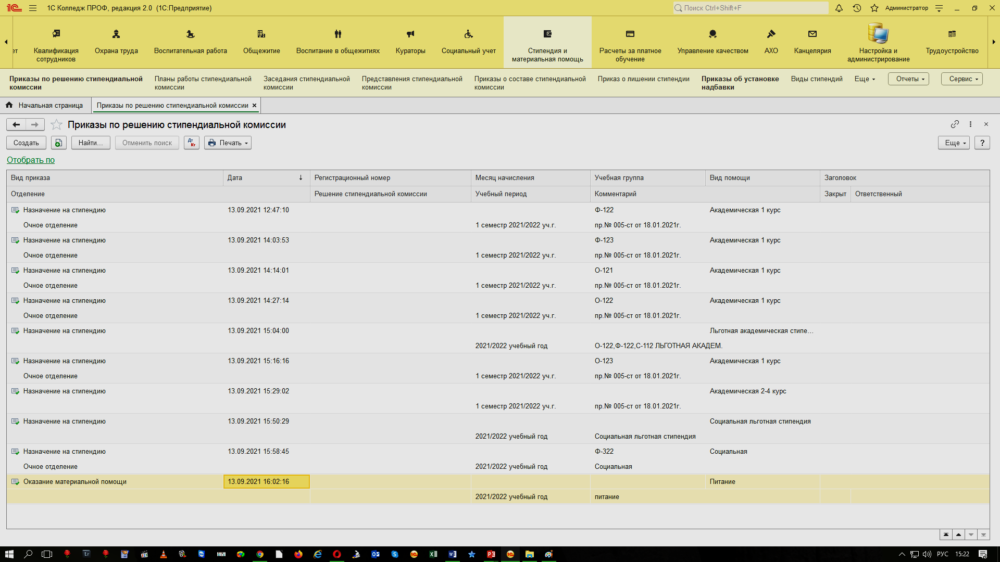 1С Колледж ПРОФ, редакция 2.0 (1С:Предприятие)
Поиск Ctrl+Shift+F
Администратор
ет
Квалификация
сотрудников
Охрана труда
Воспитательная работа
Общежитие
Воспитание в общежитиях
Кураторы
Социальный учет
Стипендия и
материальная помощь
Расчеты за платное
обучение
Управление качеством
АХО
Канцелярия
Настройка и
администрирование
Трудоустройство
Приказы по решению стипендиальной
комиссии
Планы работы стипендиальной
комиссии
Заседания стипендиальной
комиссии
Представления стипендиальной
комиссии
Приказы о составе стипендиальной
комиссии
Приказ о лишении стипендии
Приказы об установке
надбавки
Виды стипендий
Еще
Отчеты
Сервис
Начальная страница
Приказы по решению стипендиальной комиссии
Приказы по решению стипендиальной комиссии
Создать
Найти...
Отменить поиск
Дт
Кт
Печать
Еще
?
Отобрать по
Вид приказа Дата Регистрационный номер Месяц начисления Учебная группа Вид помощи Заголовок
Отделение Решение стипендиальной комиссии Учебный период Комментарий Закрыт Ответственный
Назначение на стипендию 13.09.2021 12:47:10 Ф-122 Академическая 1 курс
Очное отделение 1 семестр 2021/2022 уч.г. пр.№ 005-ст от 18.01.2021г.
Назначение на стипендию 13.09.2021 14:03:53 Ф-123 Академическая 1 курс
Очное отделение 1 семестр 2021/2022 уч.г. пр.№ 005-ст от 18.01.2021г.
Назначение на стипендию 13.09.2021 14:14:01 О-121 Академическая 1 курс
Очное отделение 1 семестр 2021/2022 уч.г. пр.№ 005-ст от 18.01.2021г.
Назначение на стипендию 13.09.2021 14:27:14 О-122 Академическая 1 курс
Очное отделение 1 семестр 2021/2022 уч.г. пр.№ 005-ст от 18.01.2021г.
Назначение на стипендию 13.09.2021 15:04:00 Льготная академическая стипе...
2021/2022 учебный год О-122,Ф-122,С-112 ЛЬГОТНАЯ АКАДЕМ.
Назначение на стипендию 13.09.2021 15:16:16 О-123 Академическая 1 курс
Очное отделение 1 семестр 2021/2022 уч.г. пр.№ 005-ст от 18.01.2021г.
Назначение на стипендию 13.09.2021 15:29:02 Академическая 2-4 курс
1 семестр 2021/2022 уч.г. пр.№ 005-ст от 18.01.2021г.
Назначение на стипендию 13.09.2021 15:50:29 Социальная льготная стипендия
2021/2022 учебный год Социальная льготная стипендия
Назначение на стипендию 13.09.2021 15:58:45 Ф-322 Социальная
Очное отделение 2021/2022 учебный год Социальная
Оказание материальной помощи 13.09.2021 16:02:16 Питание
2021/2022 учебный год питание
РУС 15:22